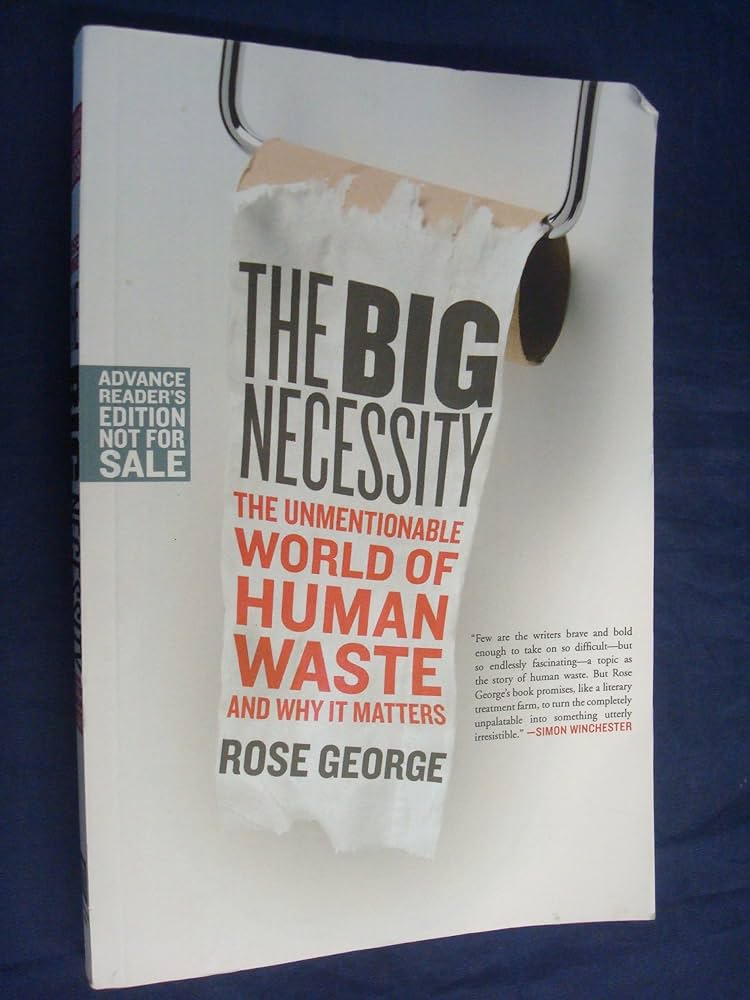 THE BIG
NECESSITY
THE UNMENTIONABLE
WORLD OF
HUMAN
WASTE
AND WHY IT MATTERS
ROSE GEORGE
ADVANCE
READER'S
EDITION
NOT FOR
SALE
"Few are the writers brave and bold
enough to take on so difficult—but
so endlessly fascinating—a topic as
the story of human waste. But Rose
George's book promises, like a literary
treatment farm, to turn the completely
unpalatable into something utterly
irresistible." —SIMON WINCHESTER